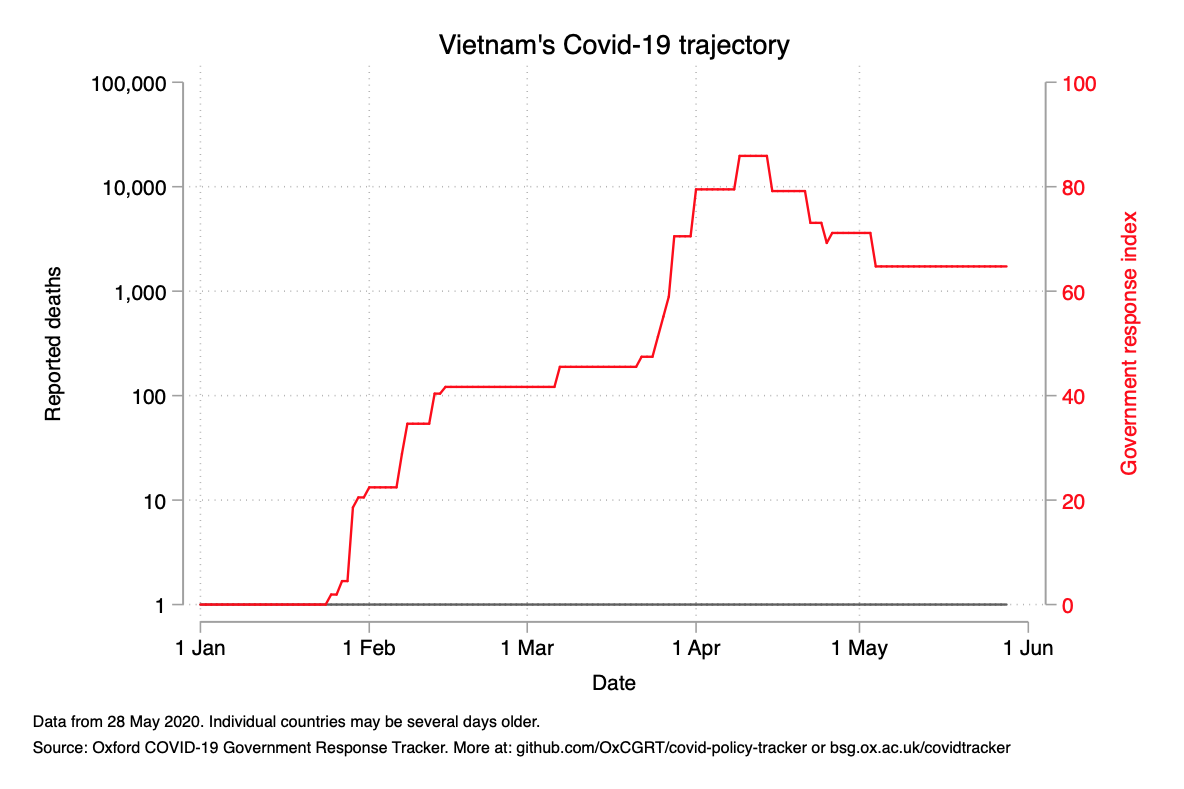 Vietnam's Covid-19 trajectory
100,000
10,000
1,000
100
10
1
Reported deaths
100
80
60
40
20
0
Government response index
1 Jan
1 Feb
1 Mar
1 Apr
1 May
1 Jun
Date
Data from 28 May 2020. Individual countries may be several days older.
Source: Oxford COVID-19 Government Response Tracker. More at: github.com/OxCGRT/covid-policy-tracker or bsg.ox.ac.uk/covidtracker